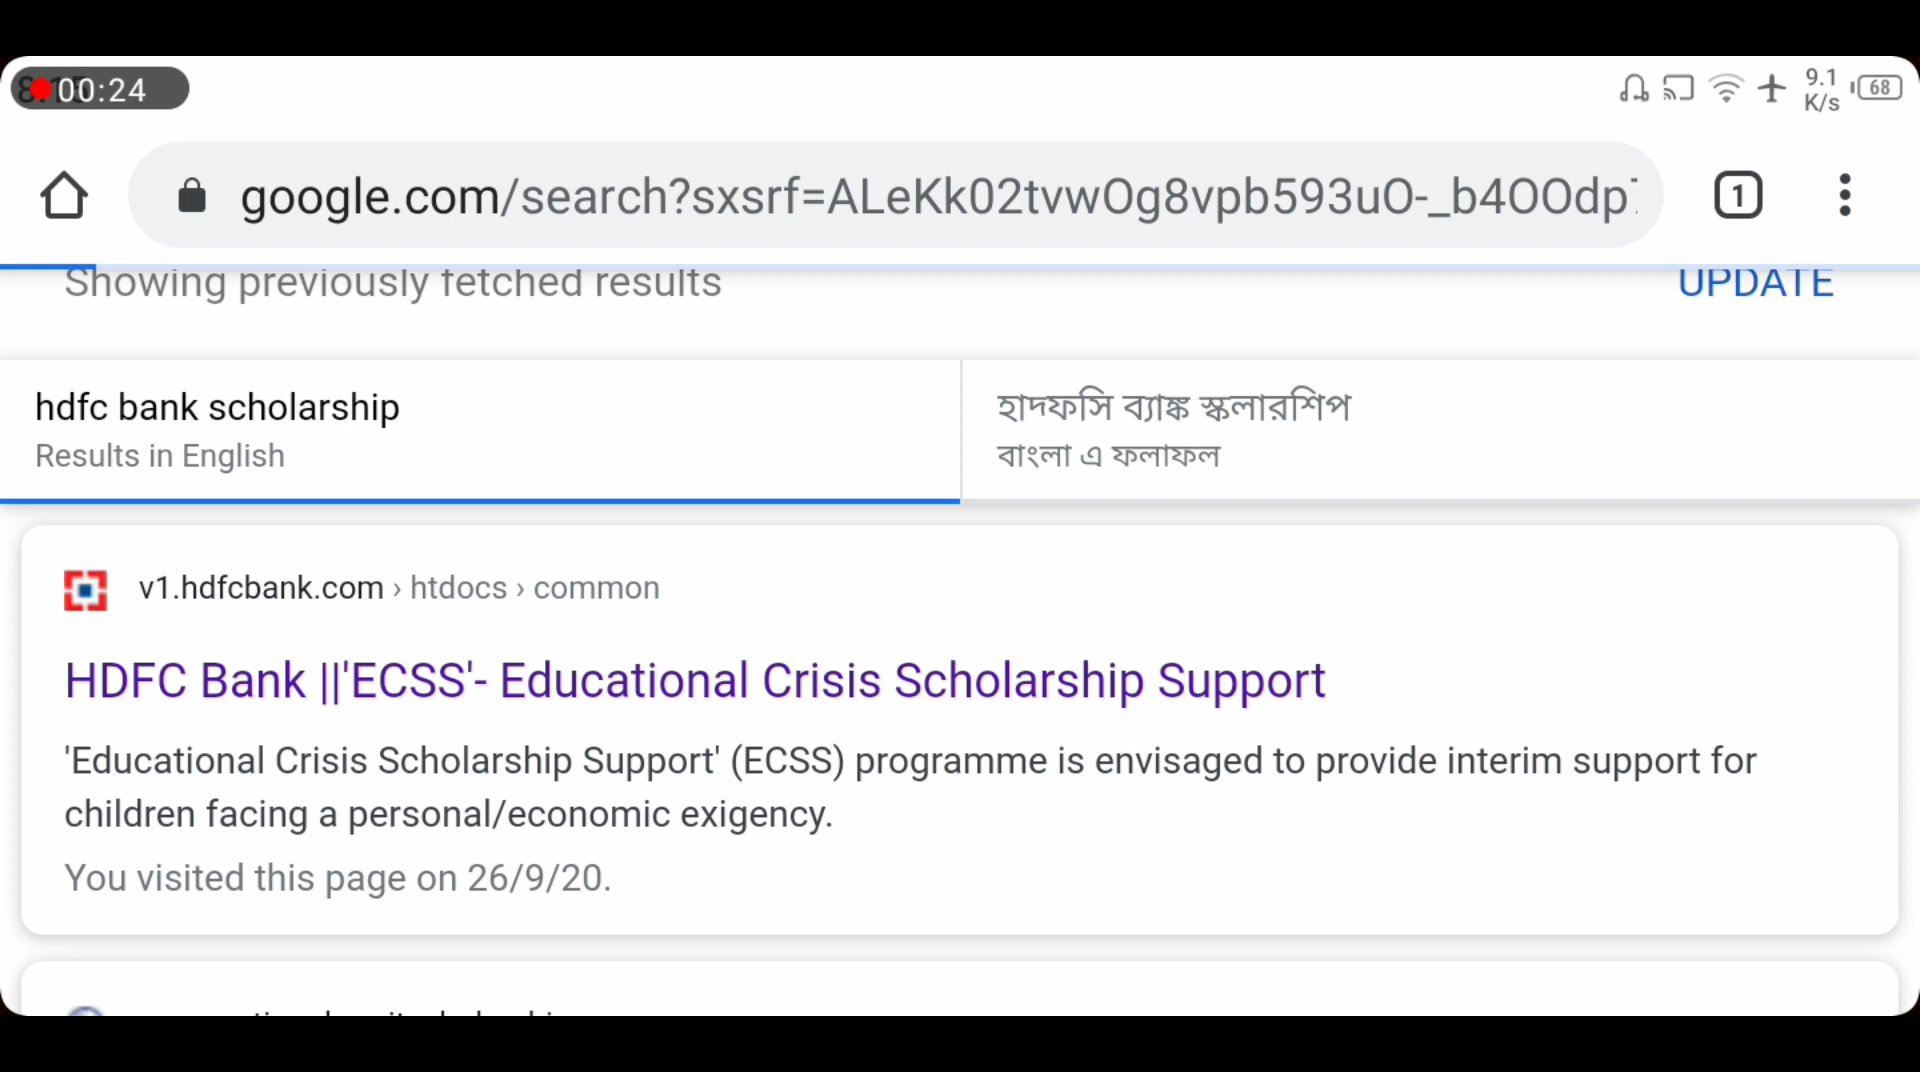 00:24
9.1
K/s
68
google.com/search?sxsrf=ALeKk02tvwOg8vpb593uO-_b4OOdp
1
Showing previously fetched results
UPDATE
hdfc bank scholarship
Results in English
হাদফসি ব্যাঙ্ক স্কলারশিপ
বাংলা এ ফলাফল
v1.hdfcbank.com › htdocs › common
HDFC Bank ||'ECSS'- Educational Crisis Scholarship Support
'Educational Crisis Scholarship Support' (ECSS) programme is envisaged to provide interim support for
children facing a personal/economic exigency.
You visited this page on 26/9/20.